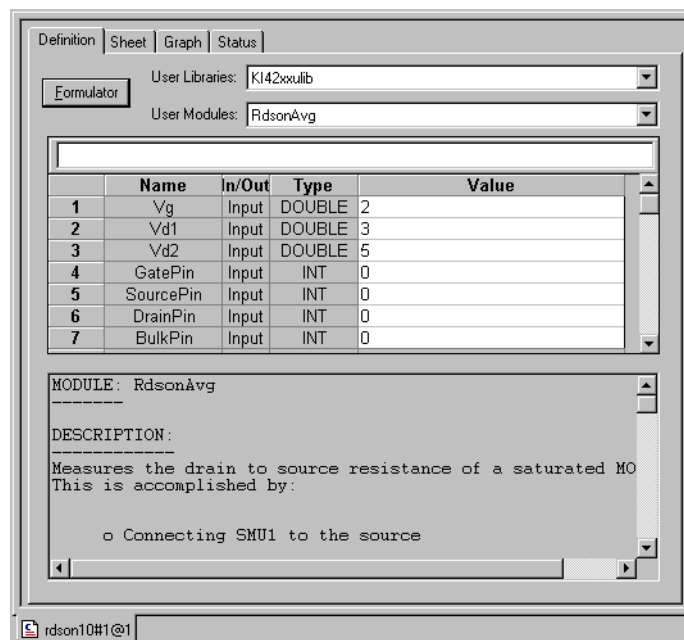 Definition Sheet Graph Status
Formulator
User Libraries: KI42xxulib
User Modules: RdsonAvg
Name In/Out Type Value
1 Vg Input DOUBLE 2
2 Vd1 Input DOUBLE 3
3 Vd2 Input DOUBLE 5
4 GatePin Input INT 0
5 SourcePin Input INT 0
6 DrainPin Input INT 0
7 BulkPin Input INT 0
MODULE: RdsonAvg
-------
DESCRIPTION:
------------
Measures the drain to source resistance of a saturated MO
This is accomplished by:
o Connecting SMU1 to the source
rdson10#1@1